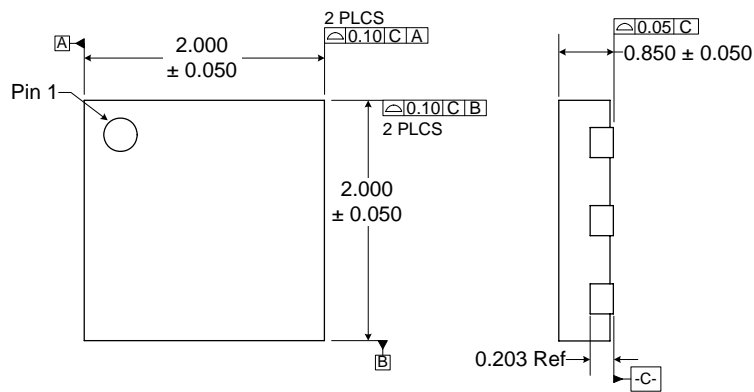 2 PLCS
⌓ 0.10 C A
A
2.000
± 0.050
Pin 1
⌓ 0.10 C B
2 PLCS
2.000
± 0.050
B
⌓ 0.05 C
0.850 ± 0.050
0.203 Ref
-C-